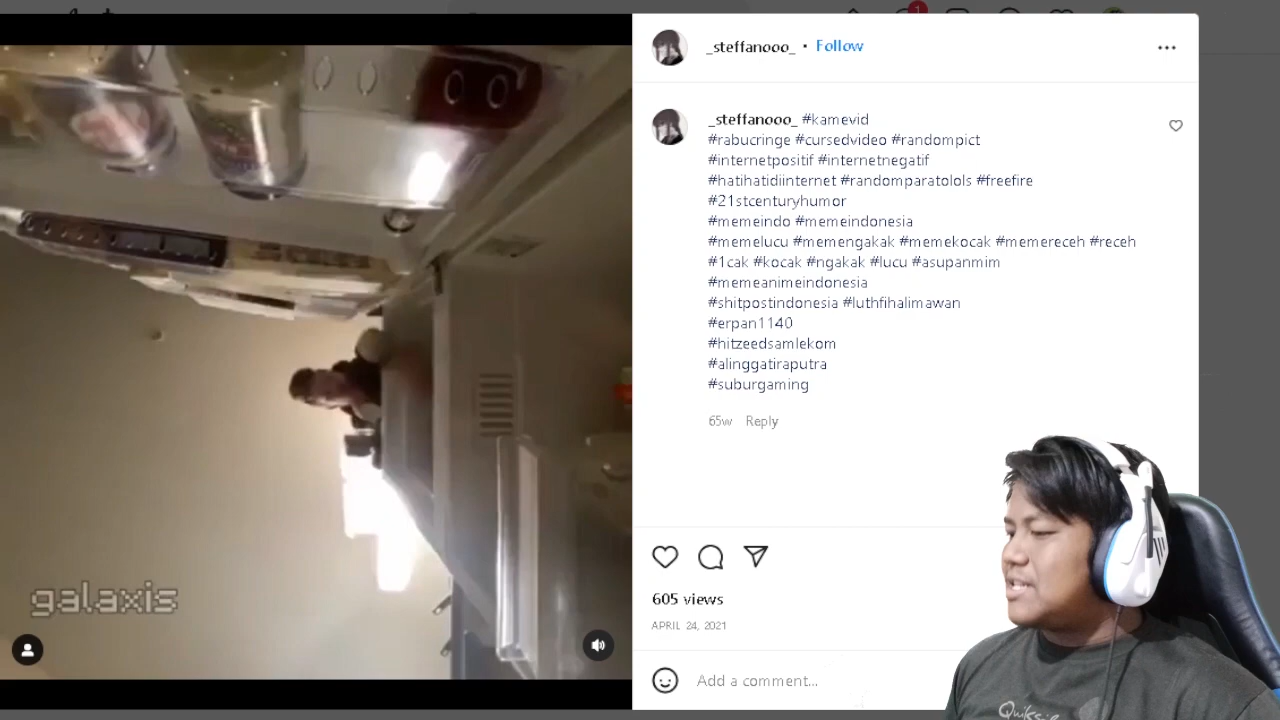 1
_steffanooo_ • Follow
_steffanooo_ #kamevid
#rabucringe #cursedvideo #randompict
#internetpositif #internetnegatif
#hatihatidiinternet #randomparatolols #freefire
#21stcenturyhumor
#memeindo #memeindonesia
#memelucu #memengakak #memekocak #memereceh #receh
#1cak #kocak #ngakak #lucu #asupanmim
#memeanimeindonesia
#shitpostindonesia #luthfihalimawan
#erpan1140
#hitzeedsamlekom
#alinggatiraputra
#suburgaming
65w Reply
galaxis
605 views
APRIL 24, 2021
Add a comment...